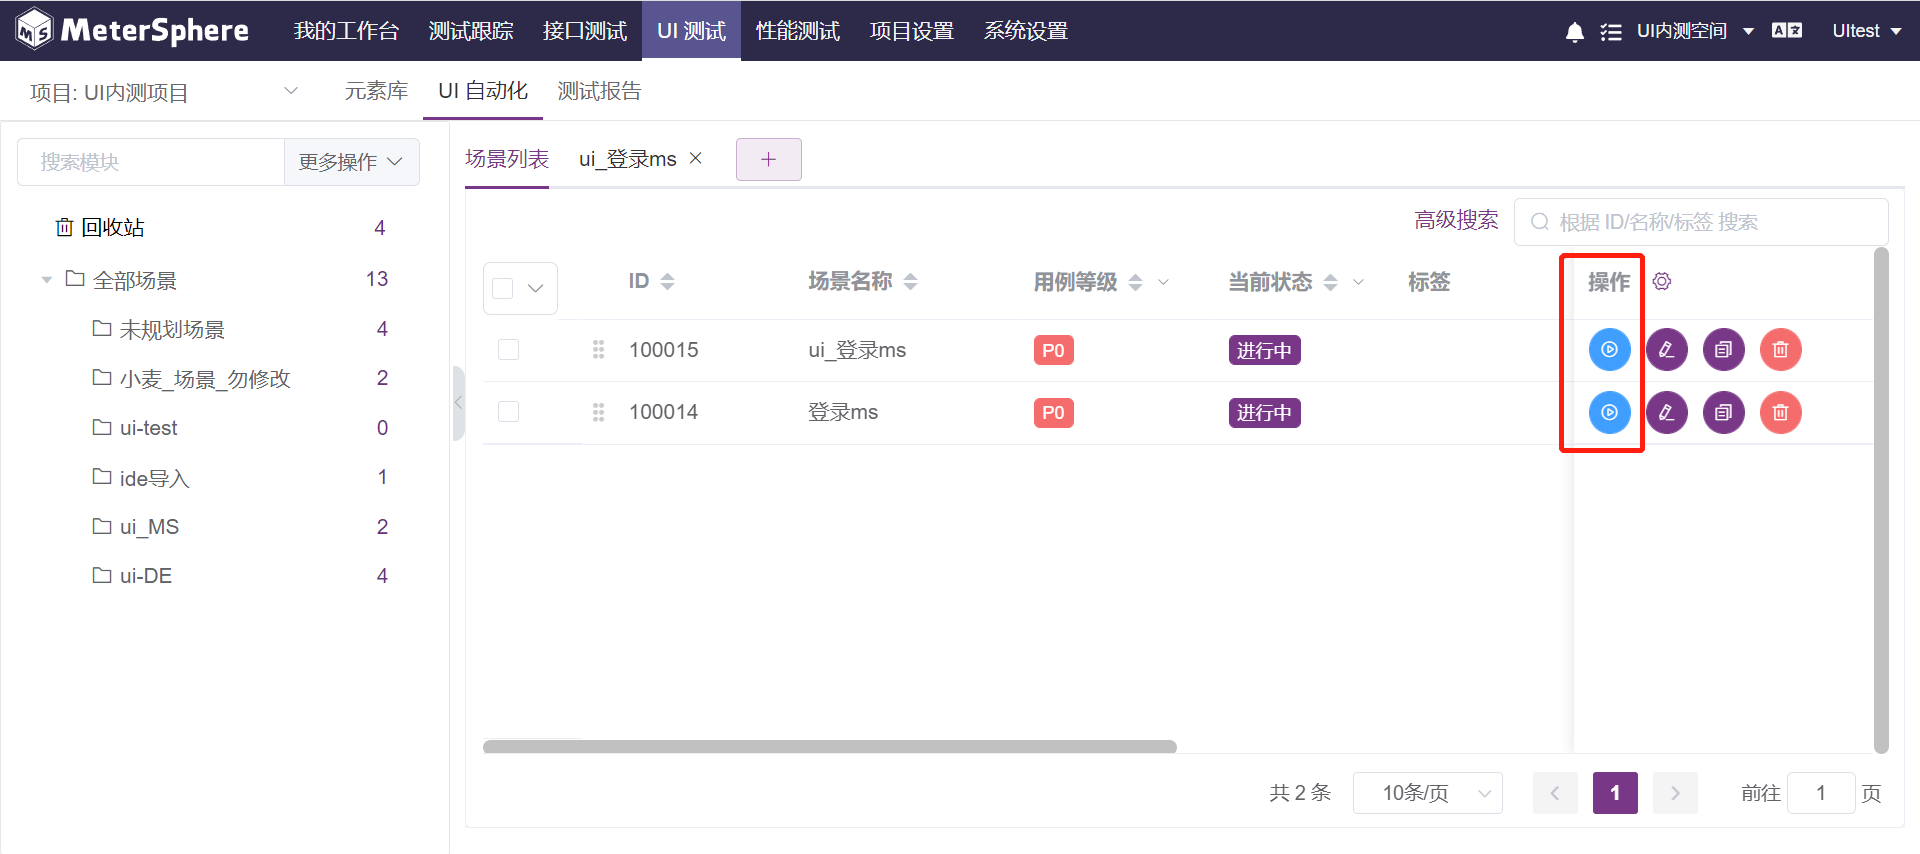 MeterSphere 我的工作台 测试跟踪 接口测试 UI 测试 性能测试 项目设置 系统设置 UI内测空间 UItest
项目: UI内测项目 元素库 UI 自动化 测试报告
搜索模块 更多操作
回收站 4
全部场景 13
未规划场景 4
小麦_场景_勿修改 2
ui-test 0
ide导入 1
ui_MS 2
ui-DE 4
场景列表 ui_登录ms
高级搜索 根据 ID/名称/标签 搜索
ID 场景名称 用例等级 当前状态 标签 操作
100015 ui_登录ms P0 进行中
100014 登录ms P0 进行中
共 2 条 10条/页 1 前往 1 页